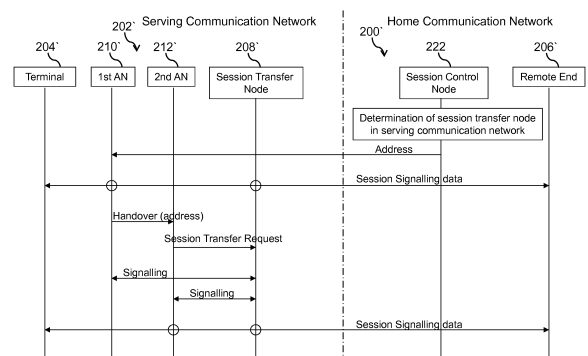 Serving Communication Network
Home Communication Network
202`
200`
204`
210`
212`
208`
222
206`
Terminal
1st AN
2nd AN
Session Transfer
Node
Session Control
Node
Remote End
Determination of session transfer node
in serving communication network
Address
Session Signalling data
Handover (address)
Session Transfer Request
Signalling
Signalling
Session Signalling data